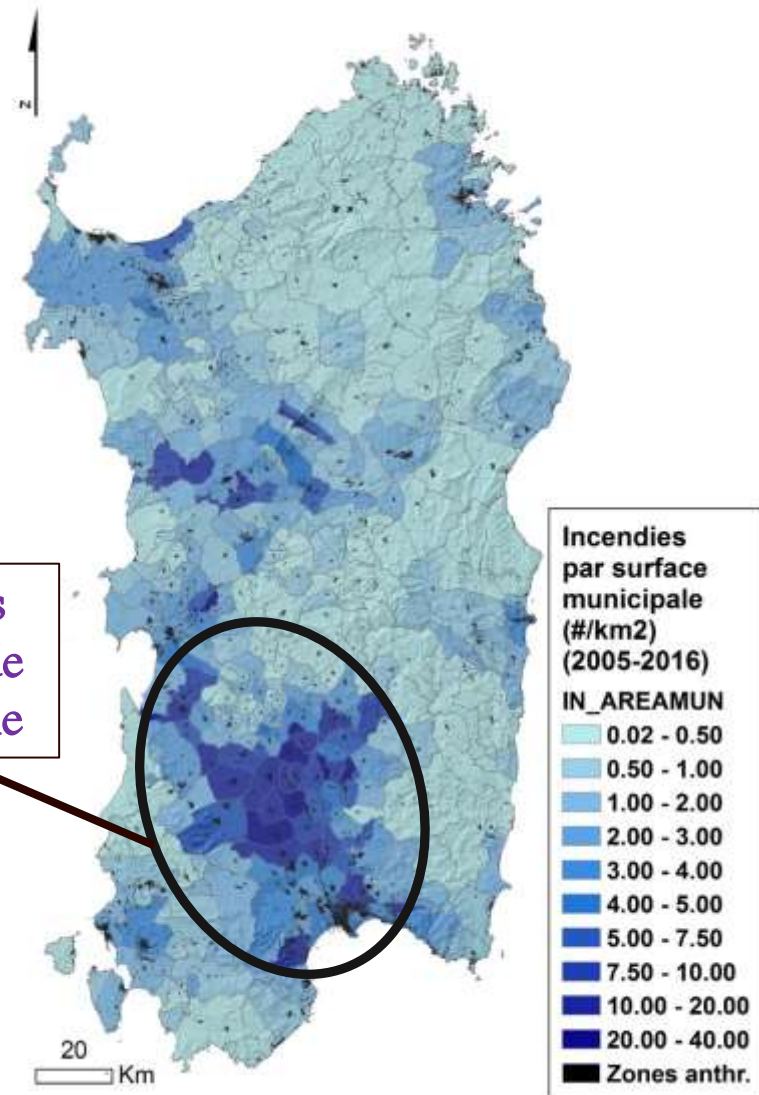 N
Incendies
par surface
municipale
(#/km2)
(2005-2016)
IN_AREAMUN
0.02 - 0.50
0.50 - 1.00
1.00 - 2.00
2.00 - 3.00
3.00 - 4.00
4.00 - 5.00
5.00 - 7.50
7.50 - 10.00
10.00 - 20.00
20.00 - 40.00
Zones anthr.
20
Km